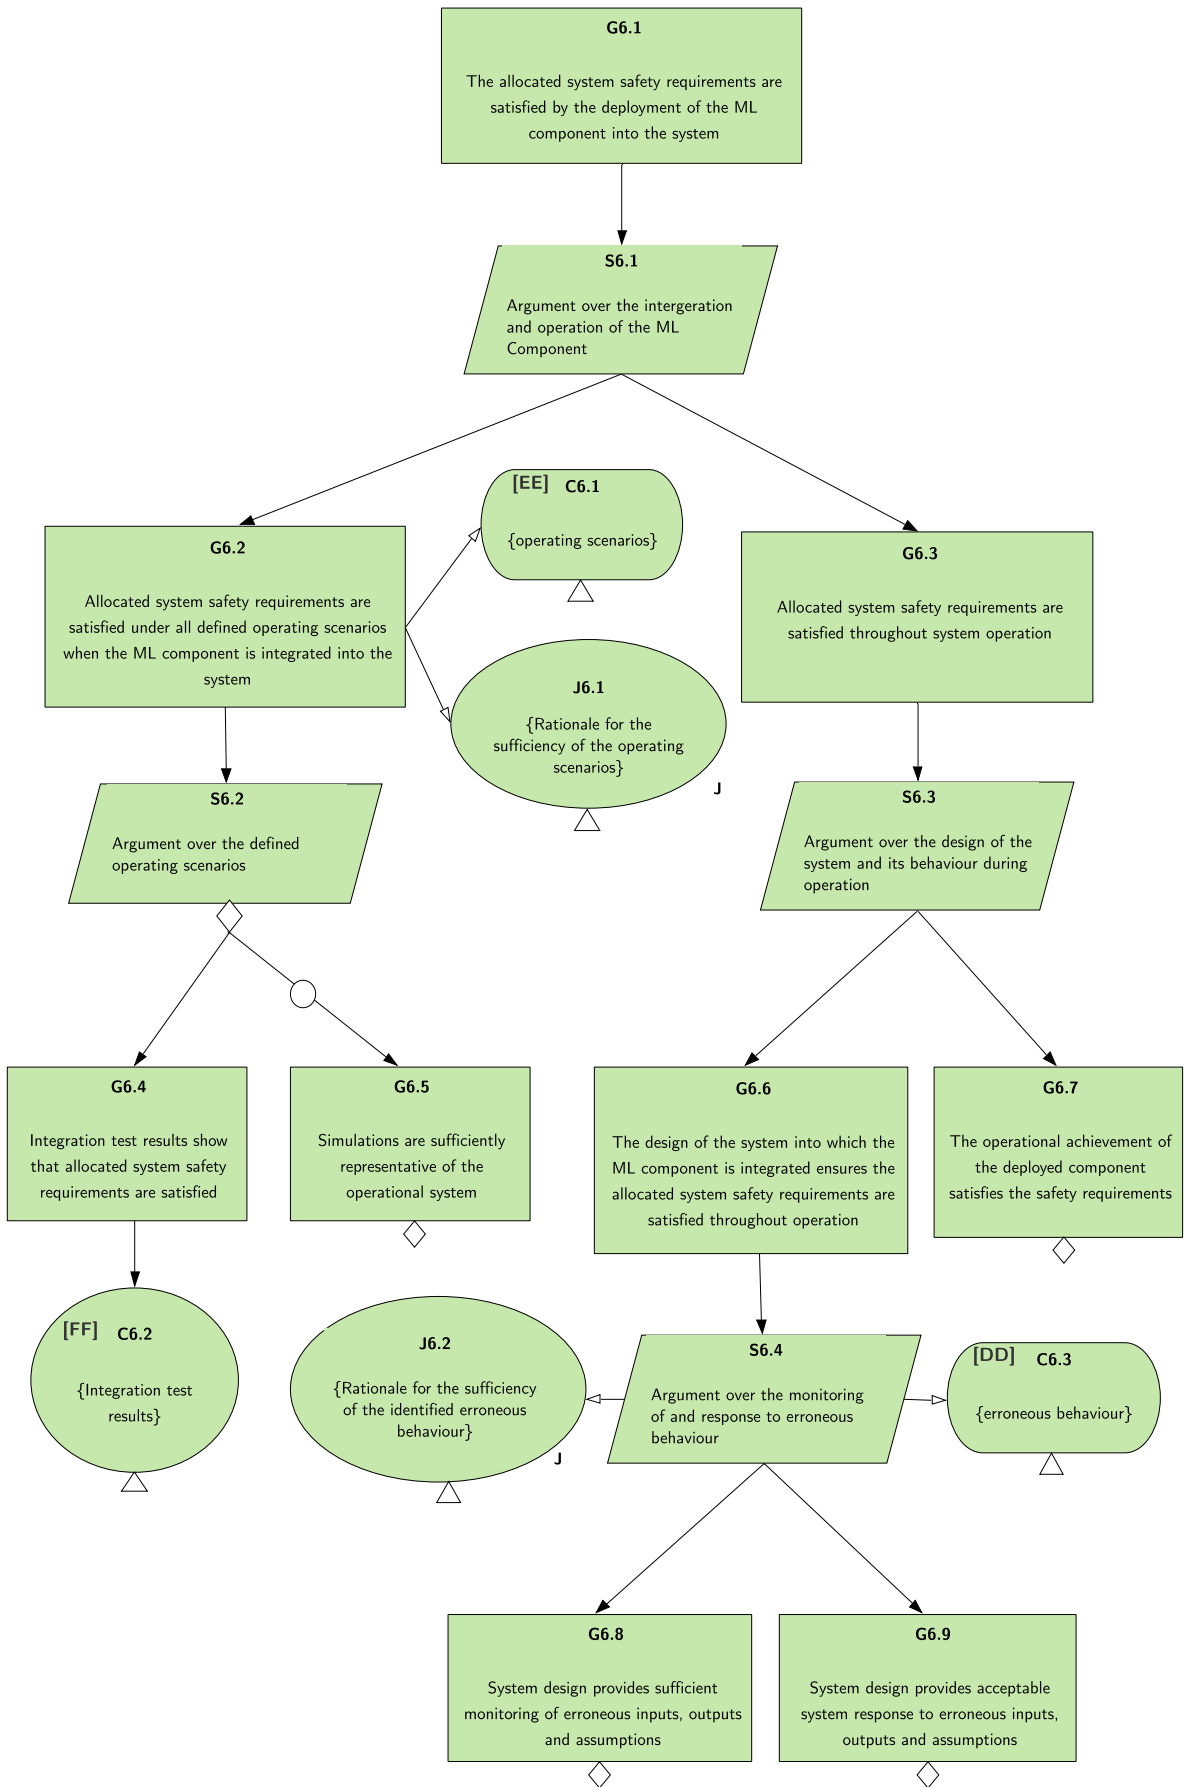 G6.1
The allocated system safety requirements are
satisfied by the deployment of the ML
component into the system
S6.1
Argument over the intergeration
and operation of the ML
Component
[EE] C6.1
{operating scenarios}
G6.2
Allocated system safety requirements are
satisfied under all defined operating scenarios
when the ML component is integrated into the
system
G6.3
Allocated system safety requirements are
satisfied throughout system operation
J6.1
{Rationale for the
sufficiency of the operating
scenarios}
J
S6.2
Argument over the defined
operating scenarios
S6.3
Argument over the design of the
system and its behaviour during
operation
G6.4
Integration test results show
that allocated system safety
requirements are satisfied
G6.5
Simulations are sufficiently
representative of the
operational system
G6.6
The design of the system into which the
ML component is integrated ensures the
allocated system safety requirements are
satisfied throughout operation
G6.7
The operational achievement of
the deployed component
satisfies the safety requirements
[FF] C6.2
{Integration test
results}
J6.2
{Rationale for the sufficiency
of the identified erroneous
behaviour}
J
S6.4
Argument over the monitoring
of and response to erroneous
behaviour
[DD] C6.3
{erroneous behaviour}
G6.8
System design provides sufficient
monitoring of erroneous inputs, outputs
and assumptions
G6.9
System design provides acceptable
system response to erroneous inputs,
outputs and assumptions